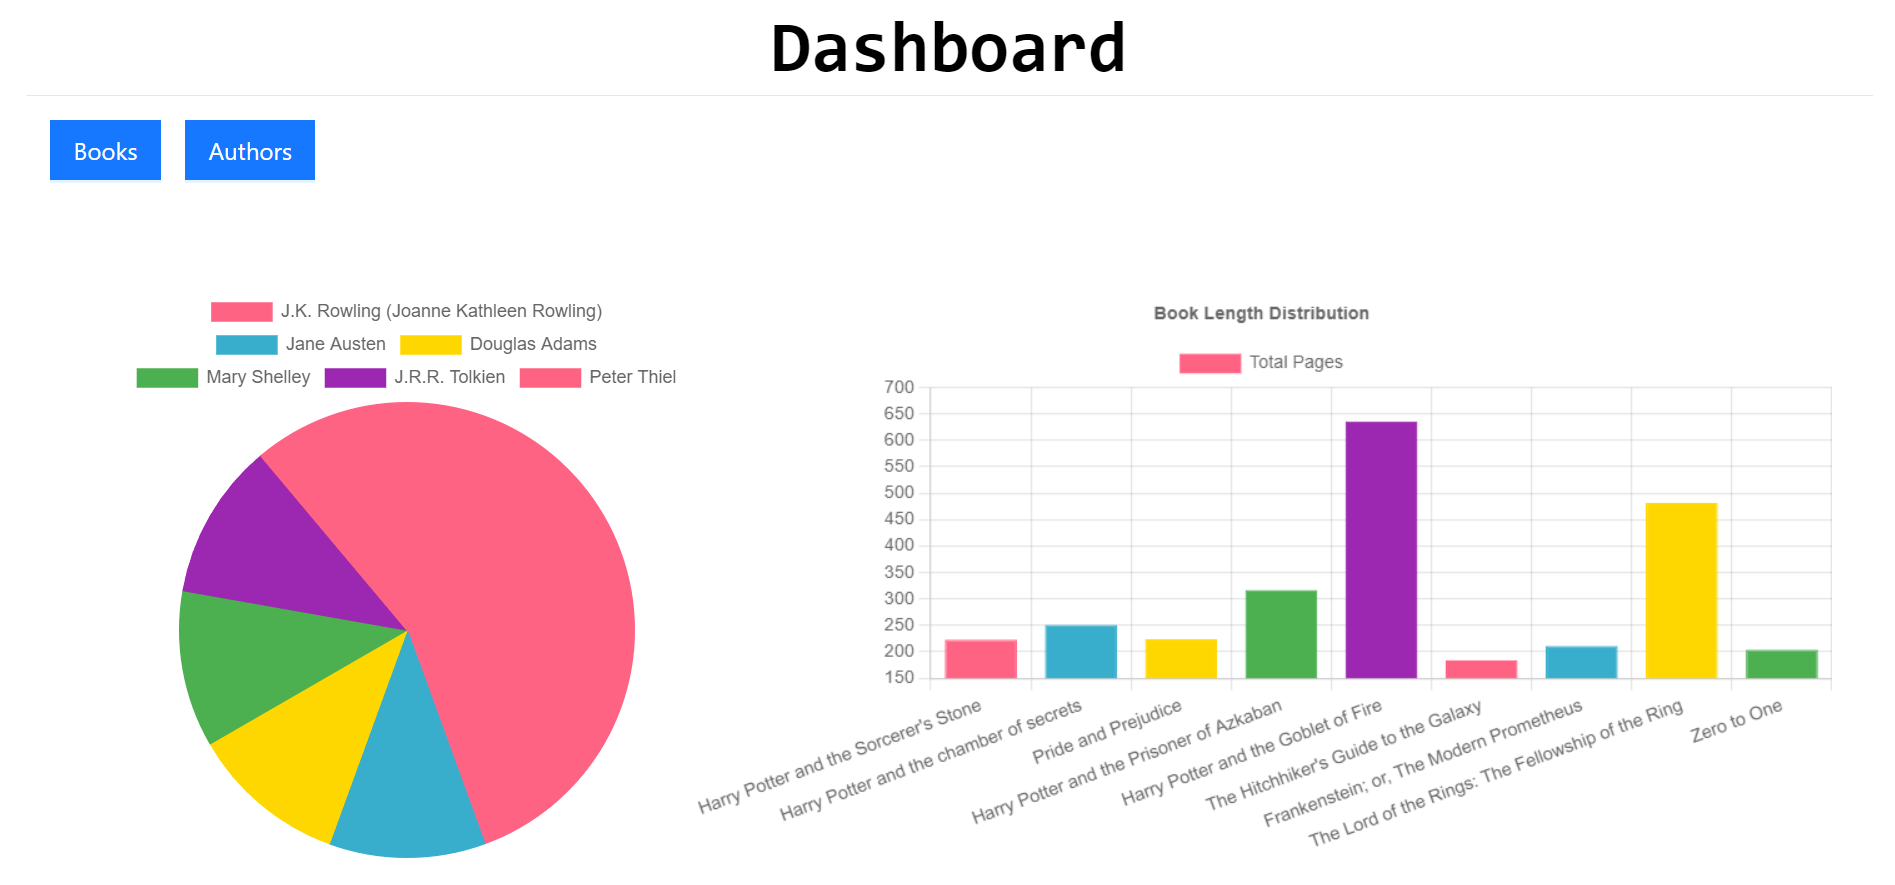 Dashboard
Books Authors
J.K. Rowling (Joanne Kathleen Rowling)
Jane Austen Douglas Adams
Mary Shelley J.R.R. Tolkien Peter Thiel
Book Length Distribution
Total Pages
700
650
600
550
500
450
400
350
300
250
200
150
Harry Potter and the Sorcerer's Stone
Harry Potter and the chamber of secrets
Pride and Prejudice
Harry Potter and the Prisoner of Azkaban
Harry Potter and the Goblet of Fire
The Hitchhiker's Guide to the Galaxy
Frankenstein; or, The Modern Prometheus
The Lord of the Rings: The Fellowship of the Ring
Zero to One